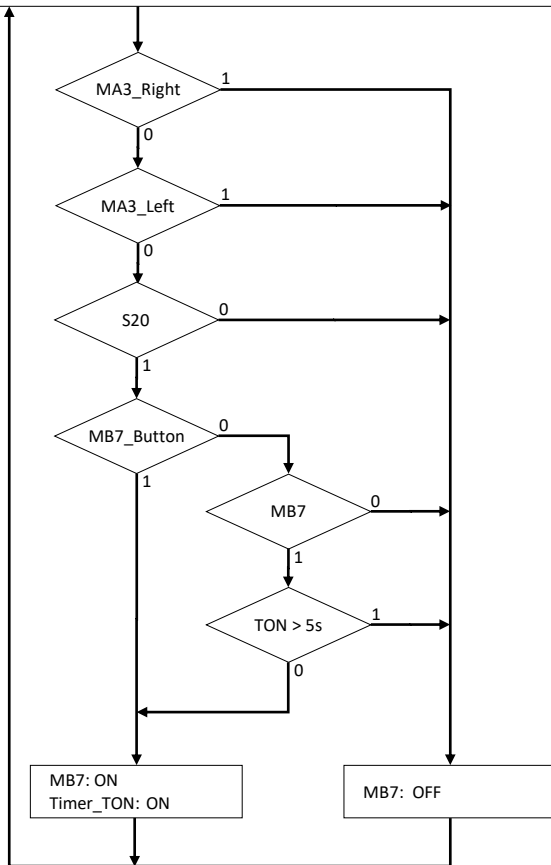 MA3_Right
1
0
MA3_Left
1
0
S20
0
1
MB7_Button
0
1
MB7
0
1
TON > 5s
1
0
MB7: ON
Timer_TON: ON
MB7: OFF